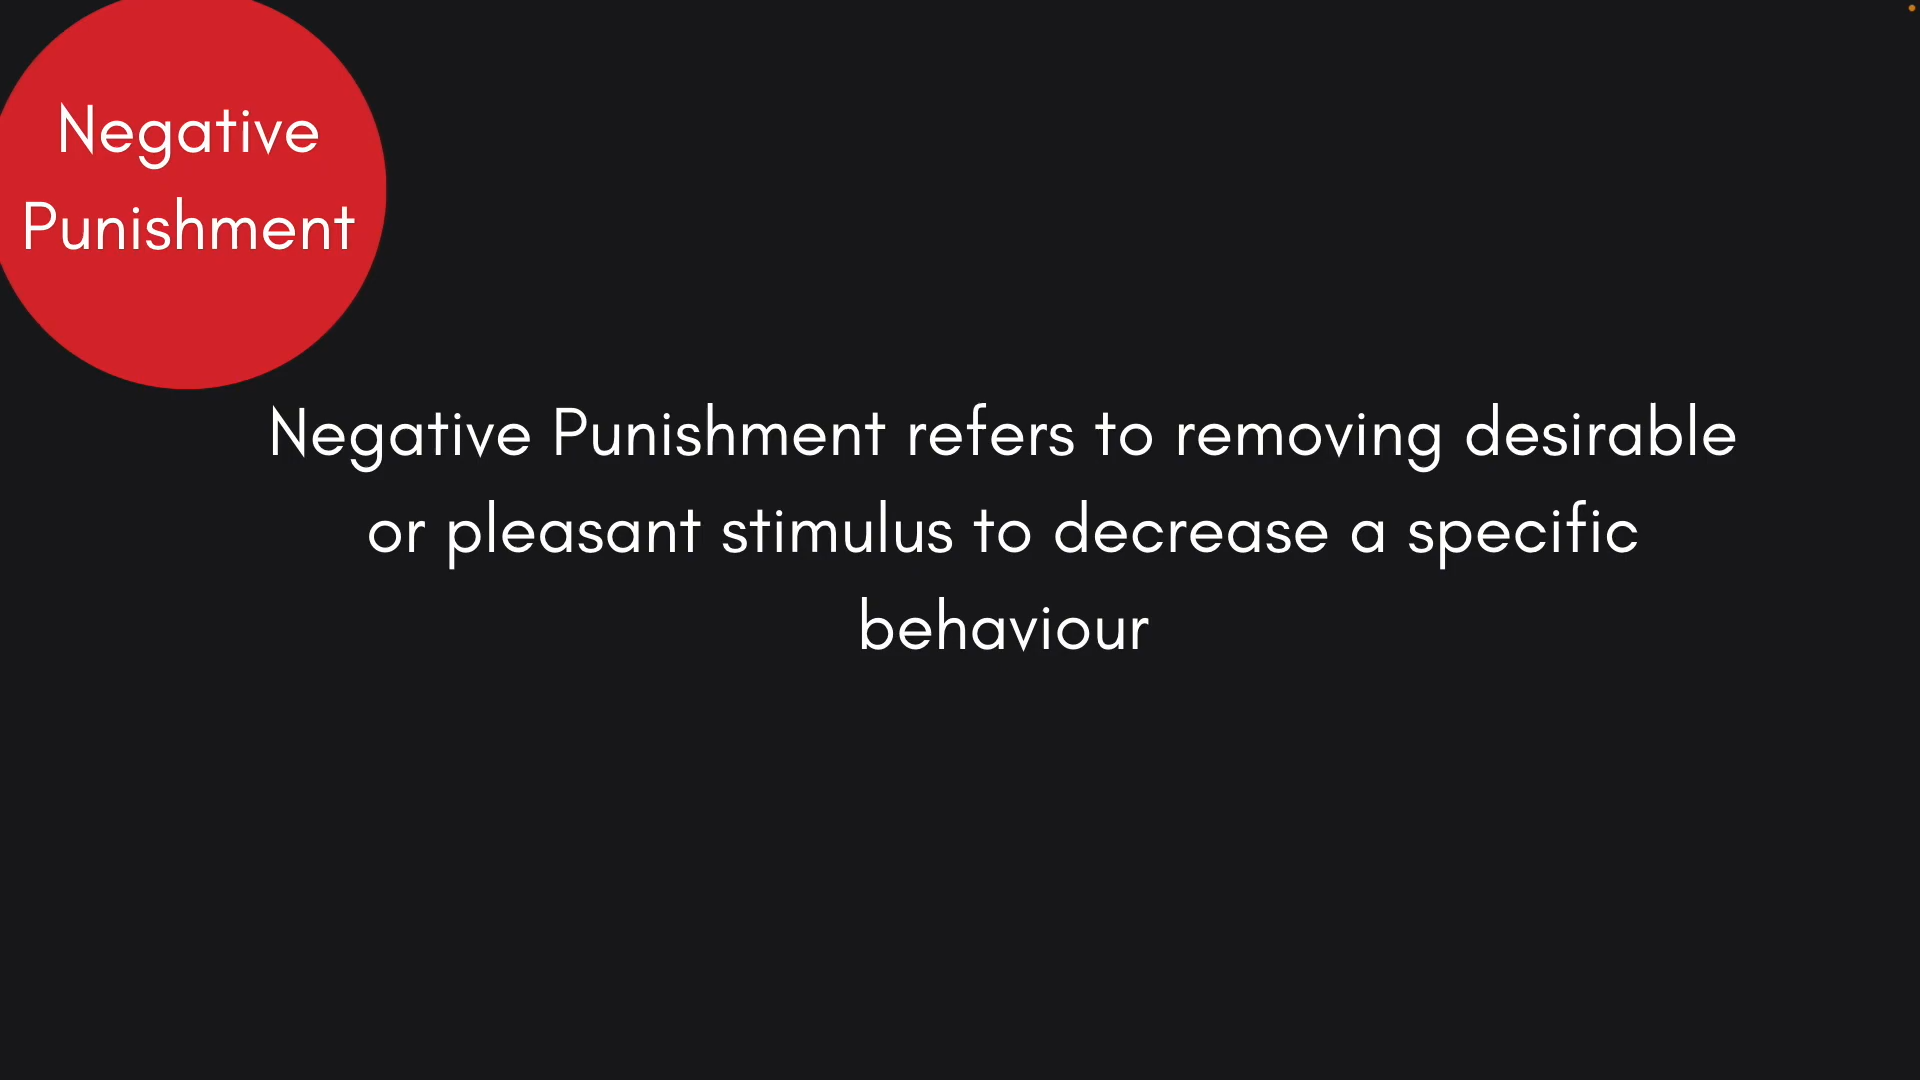 Negative
Punishment
Negative Punishment refers to removing desirable
or pleasant stimulus to decrease a specific
behaviour